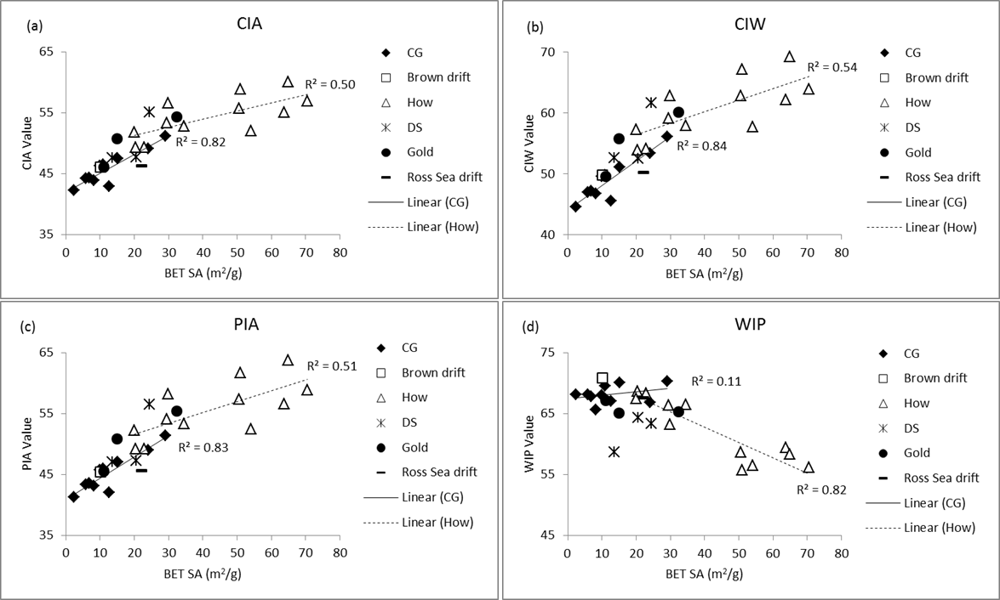 (a)
CIA
65
55
45
35
CIA Value
0 10 20 30 40 50 60 70 80
BET SA (m²/g)
R² = 0.50
R² = 0.82
CG
Brown drift
How
DS
Gold
Ross Sea drift
Linear (CG)
Linear (How)
(b)
CIW
70
60
50
40
CIW Value
0 10 20 30 40 50 60 70 80
BET SA (m²/g)
R² = 0.54
R² = 0.84
CG
Brown drift
How
DS
Gold
Ross Sea drift
Linear (CG)
Linear (How)
(c)
PIA
65
55
45
35
PIA Value
0 10 20 30 40 50 60 70 80
BET SA (m²/g)
R² = 0.51
R² = 0.83
CG
Brown drift
How
DS
Gold
Ross Sea drift
Linear (CG)
Linear (How)
(d)
WIP
75
65
55
45
WIP Value
0 10 20 30 40 50 60 70 80
BET SA (m²/g)
R² = 0.11
R² = 0.82
CG
Brown drift
How
DS
Gold
Ross Sea drift
Linear (CG)
Linear (How)